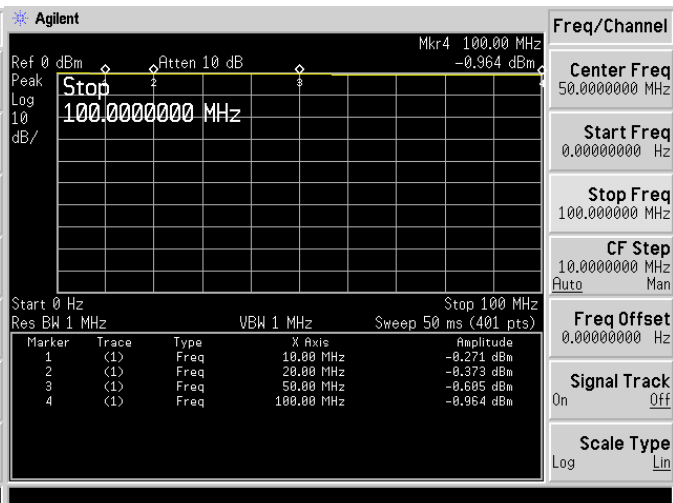 Agilent
Freq/Channel
Mkr4 100.00 MHz
Ref 0 dBm
Atten 10 dB
-0.964 dBm
Peak
Log
10
dB/
1
2
3
4
Stop
100.0000000 MHz
Center Freq
50.0000000 MHz
Start Freq
0.00000000 Hz
Stop Freq
100.000000 MHz
CF Step
10.0000000 MHz
Auto Man
Freq Offset
0.00000000 Hz
Signal Track
On Off
Scale Type
Log Lin
Start 0 Hz
Stop 100 MHz
Res BW 1 MHz
VBW 1 MHz
Sweep 50 ms (401 pts)
Marker Trace Type X Axis Amplitude
1 (1) Freq 10.00 MHz -0.271 dBm
2 (1) Freq 20.00 MHz -0.373 dBm
3 (1) Freq 50.00 MHz -0.605 dBm
4 (1) Freq 100.00 MHz -0.964 dBm